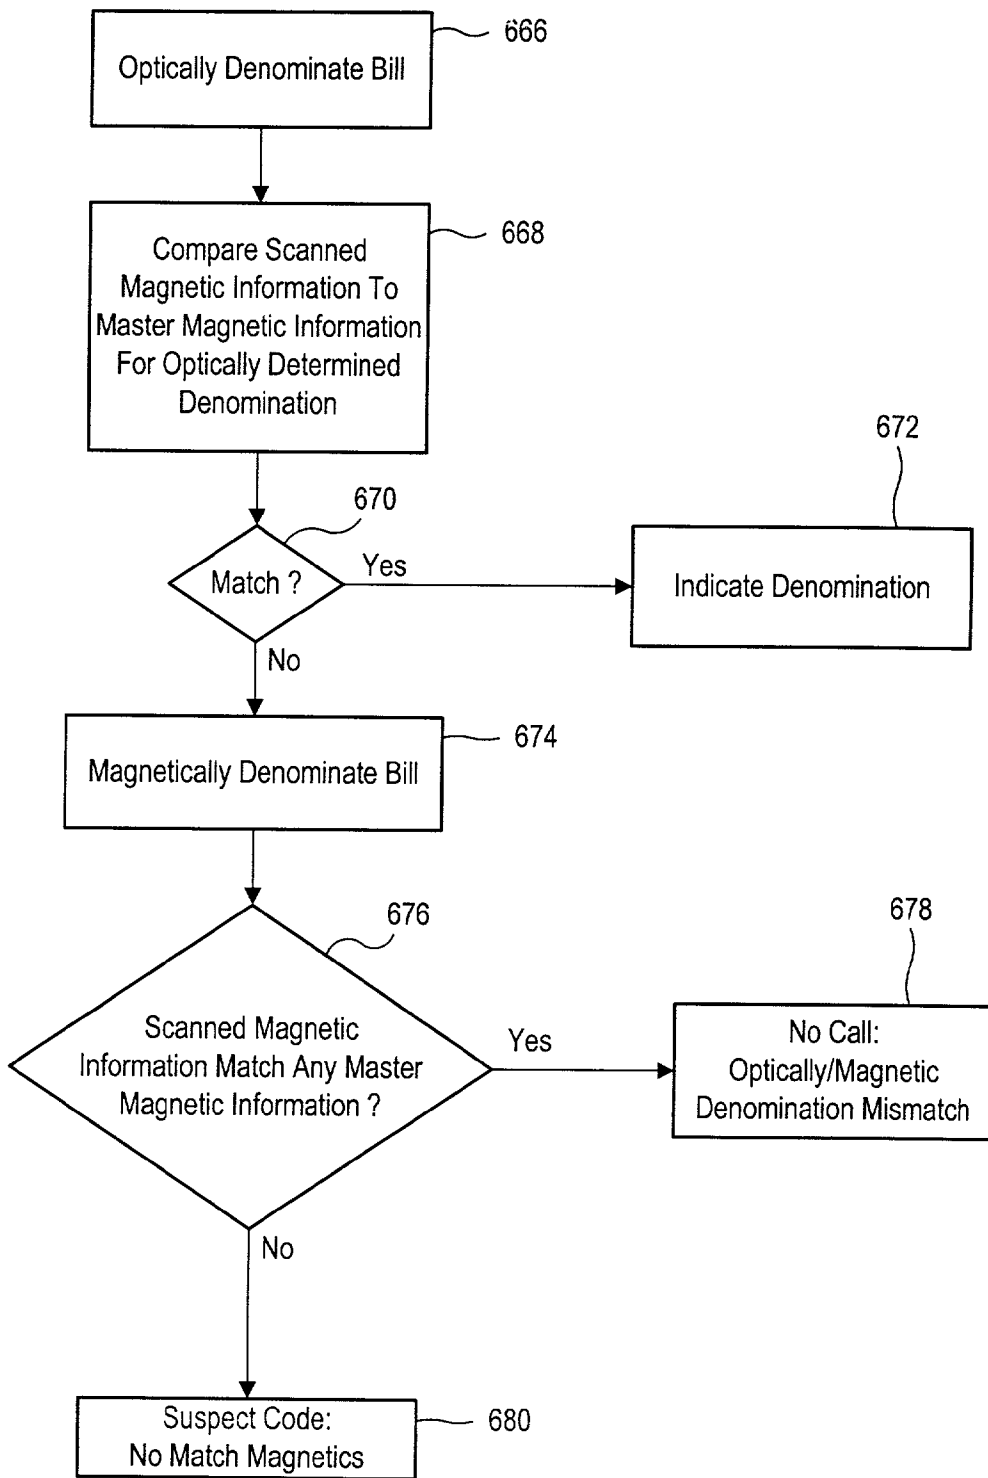 Optically Denominate Bill
666
Compare Scanned
Magnetic Information To
Master Magnetic Information
For Optically Determined
Denomination
668
670
Match ?
Yes
672
Indicate Denomination
No
Magnetically Denominate Bill
674
676
Scanned Magnetic
Information Match Any Master
Magnetic Information ?
Yes
678
No Call:
Optically/Magnetic
Denomination Mismatch
No
Suspect Code:
No Match Magnetics
680